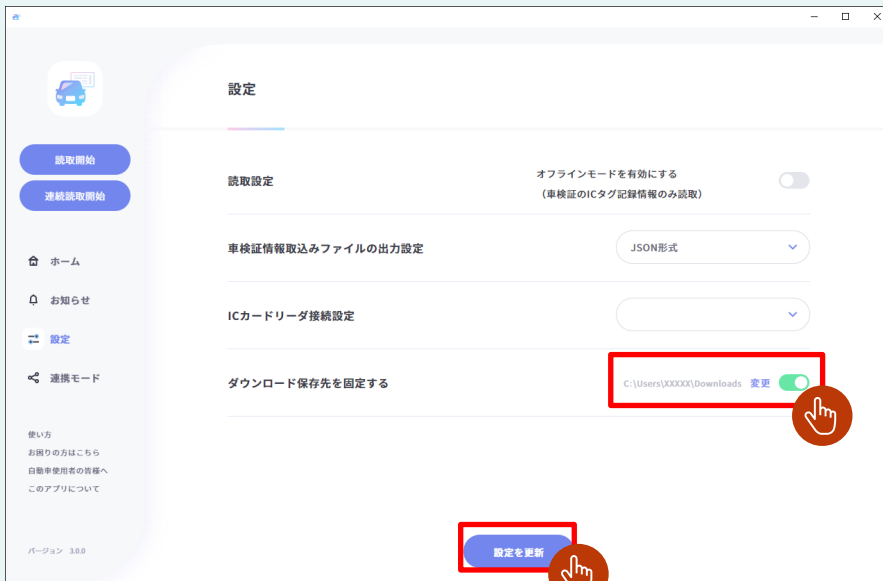 設定
読取開始
連続読取開始
ホーム
お知らせ
設定
連携モード
使い方
お困りの方はこちら
自動車使用者の皆様へ
このアプリについて
バージョン 3.0.0
読取設定
オフラインモードを有効にする
（車検証のICタグ記録情報のみ読取）
車検証情報取込みファイルの出力設定
JSON形式
ICカードリーダ接続設定
ダウンロード保存先を固定する
C:\Users\XXXXX\Downloads 変更
設定を更新